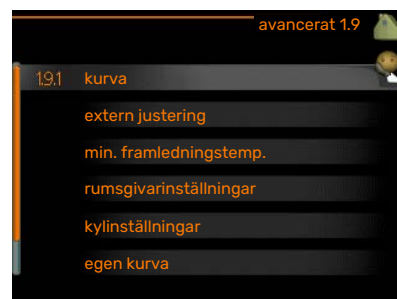 avancerat 1.9
1.9.1 kurva
extern justering
min. framledningstemp.
rumsgivarinställningar
kylinställningar
egen kurva